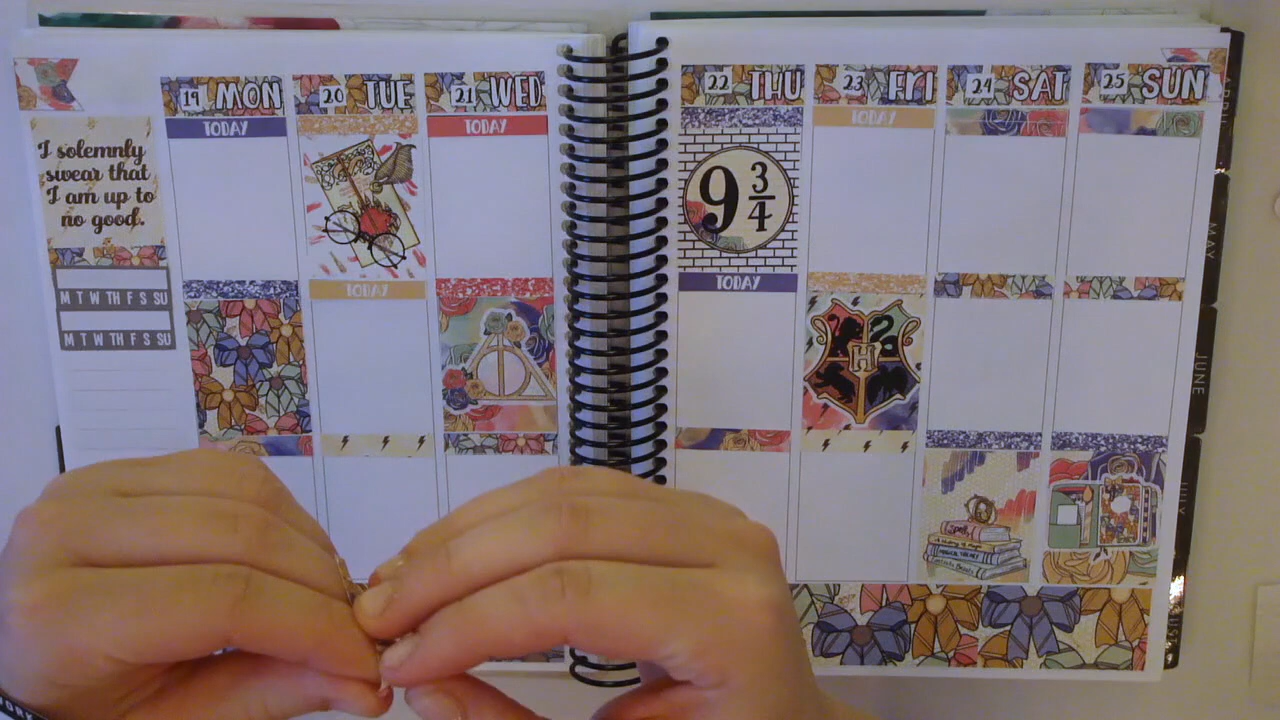 19 MON
20 TUE
21 WED
22 THU
23 FRI
24 SAT
25 SUN
TODAY
TODAY
TODAY
I solemnly
swear that
I am up to
no good.
9 3/4
TODAY
TODAY
M T W TH F S SU
M T W TH F S SU
H
MAY
JUNE
JULY